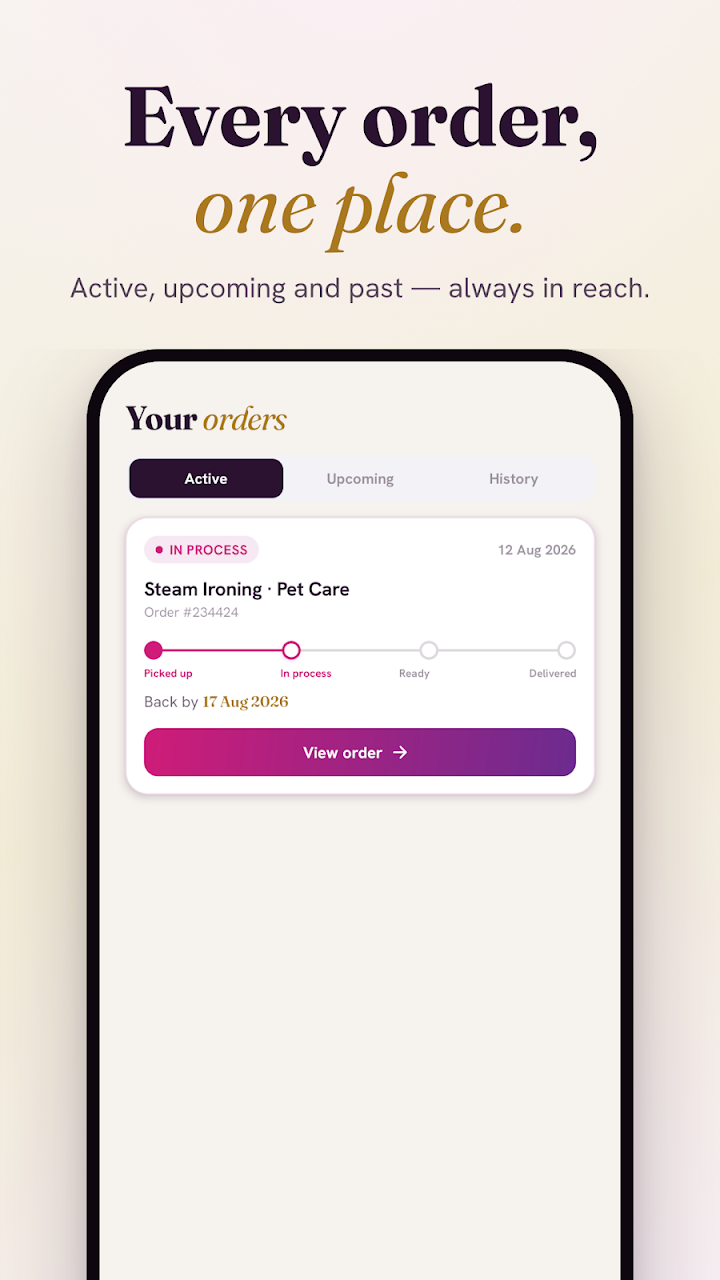 Every order,
one place.
Active, upcoming and past — always in reach.
Your orders
Active Upcoming History
IN PROCESS 12 Aug 2026
Steam Ironing · Pet Care
Order #234424
Picked up In process Ready Delivered
Back by 17 Aug 2026
View order →